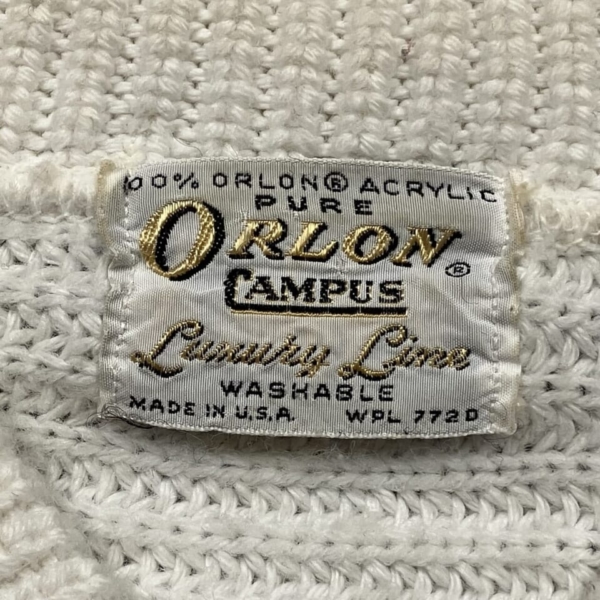 100% ORLON® ACRYLIC
PURE
ORLON®
CAMPUS
Luxury Line
WASHABLE
MADE IN U.S.A. WPL 7720